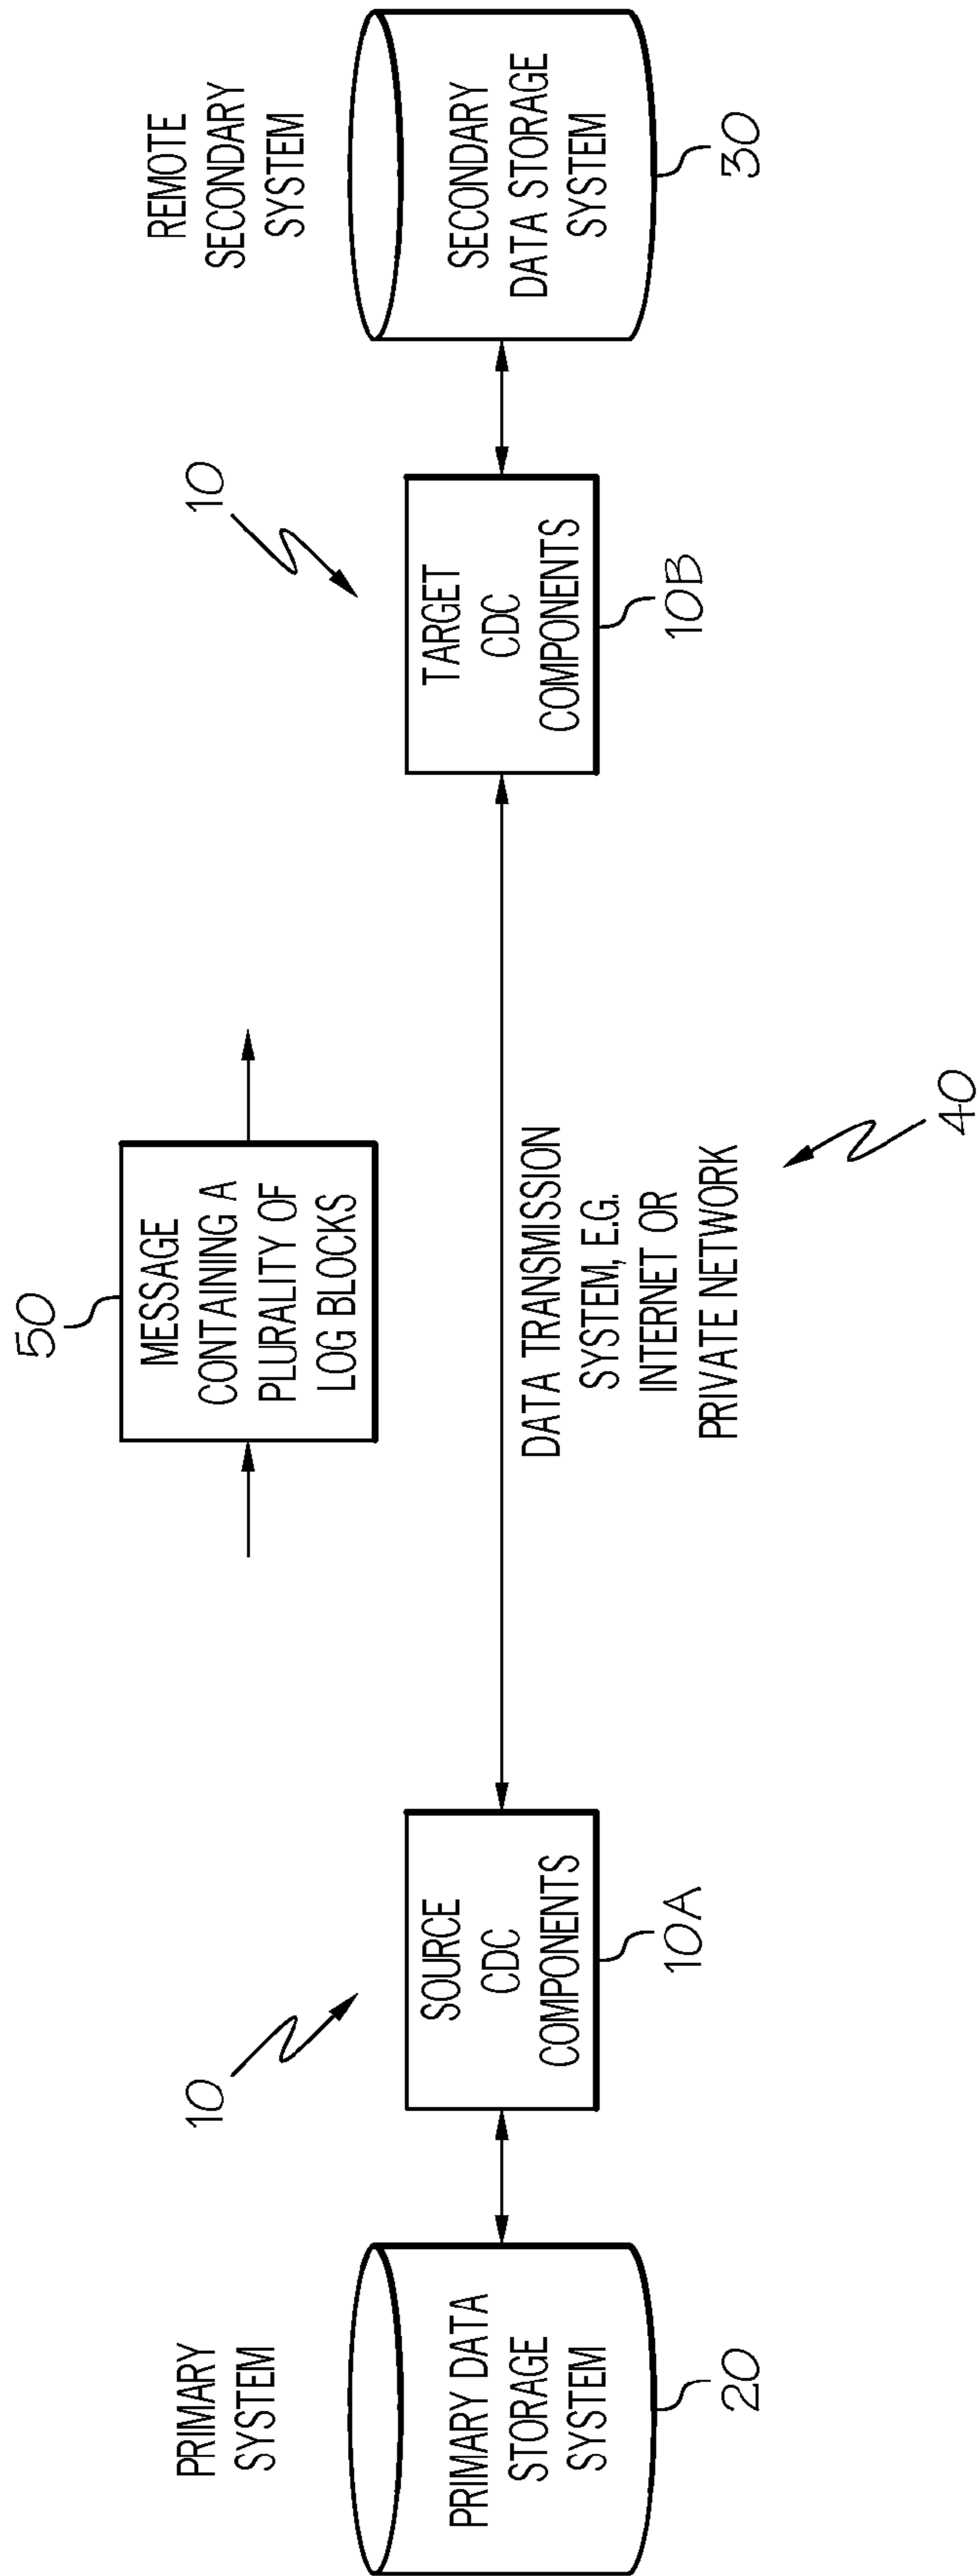 PRIMARY
SYSTEM
PRIMARY DATA
STORAGE
SYSTEM
20
10
SOURCE
CDC
COMPONENTS
10A
50
MESSAGE
CONTAINING A
PLURALITY OF
LOG BLOCKS
DATA TRANSMISSION
SYSTEM, E.G.
INTERNET OR
PRIVATE NETWORK
40
10
TARGET
CDC
COMPONENTS
10B
REMOTE
SECONDARY
SYSTEM
SECONDARY
DATA STORAGE
SYSTEM
30